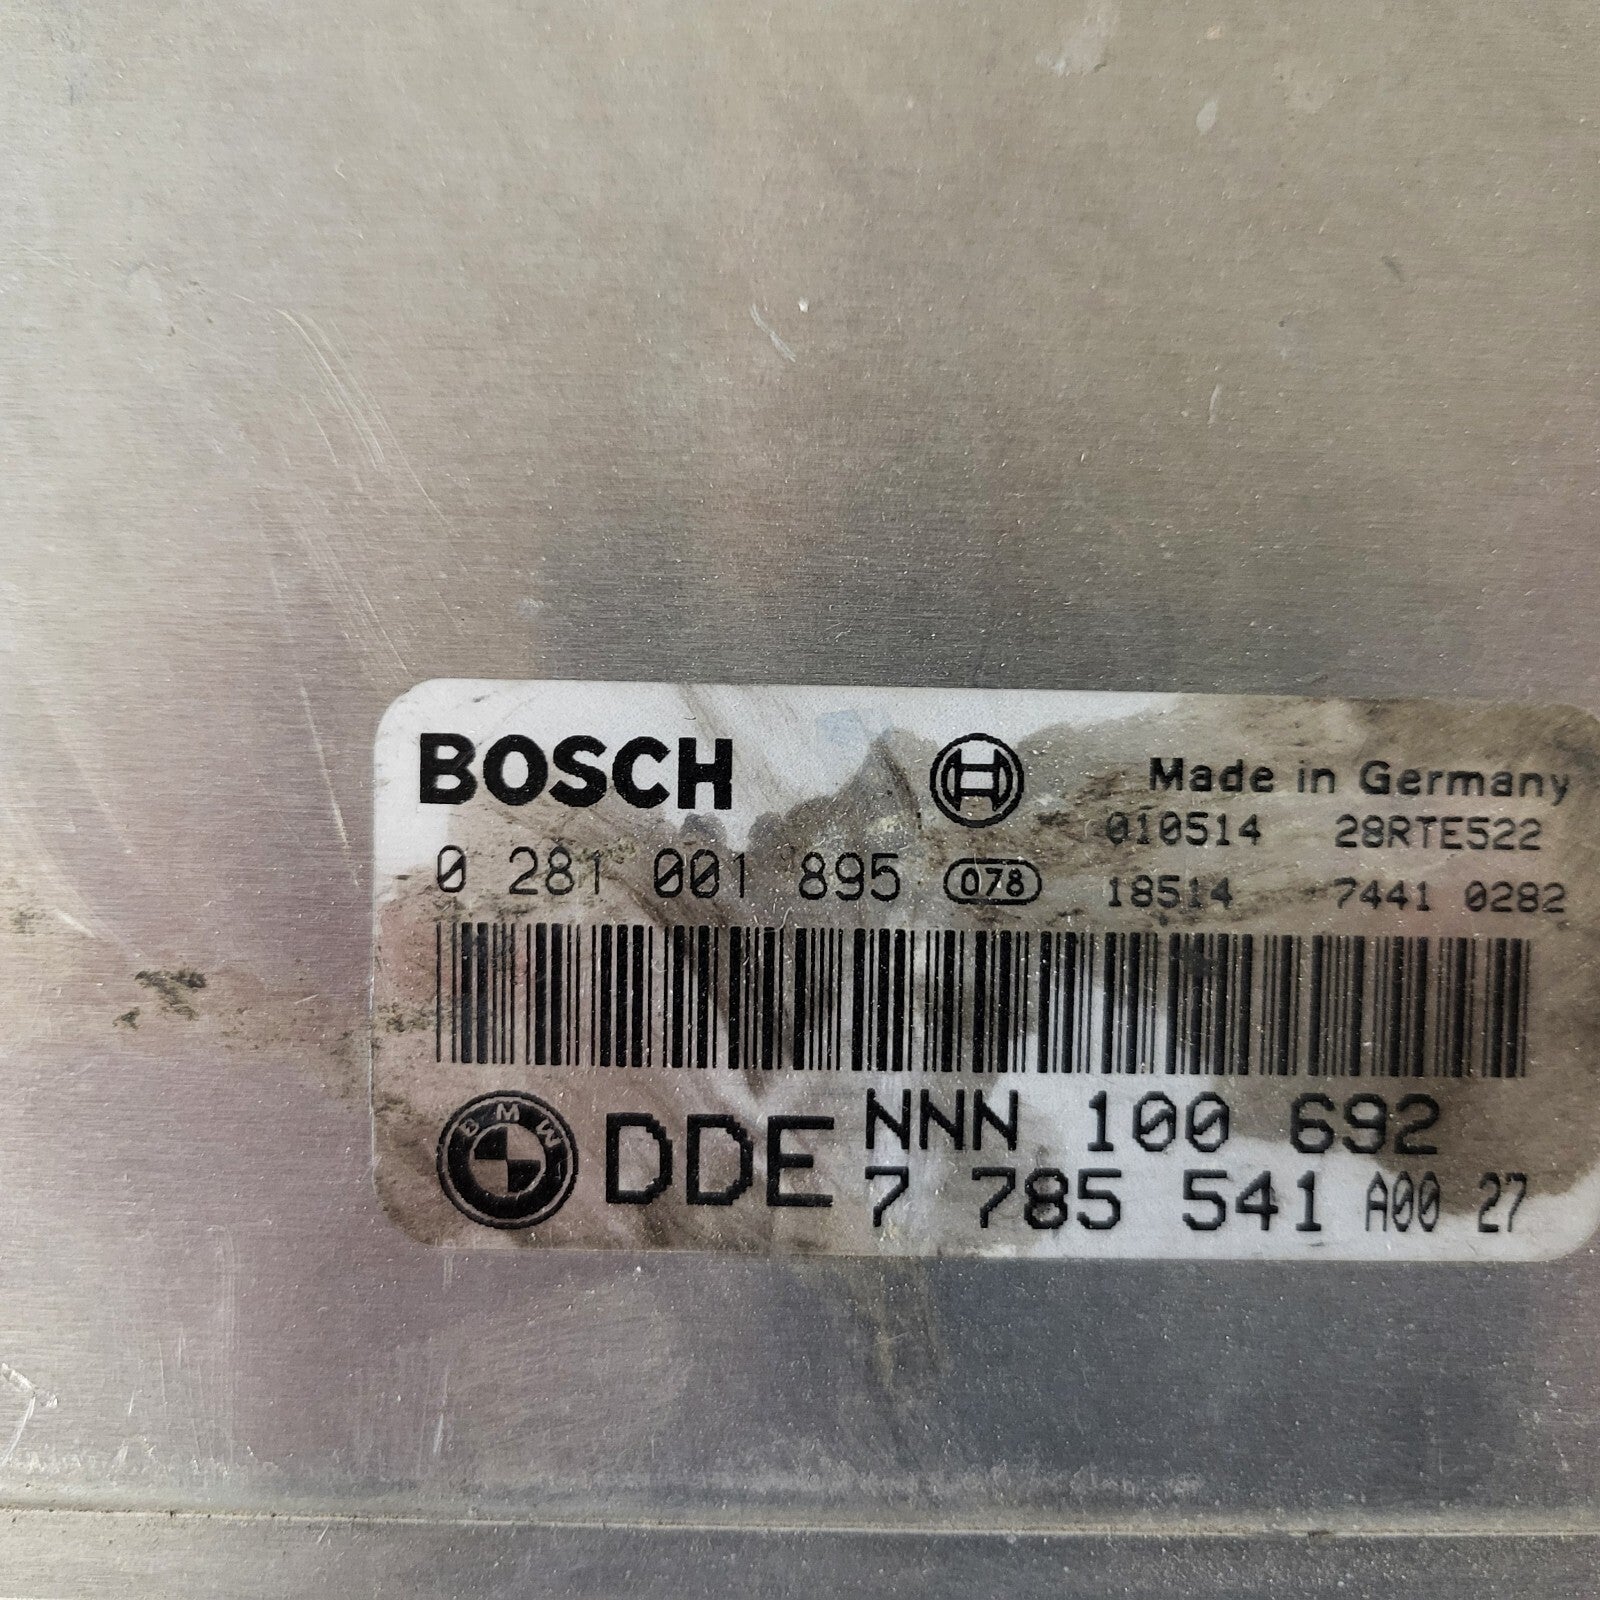 BOSCH
Made in Germany
010514 28RTE522
0 281 001 895 078
18514 7441 0282
BMW
DDE NNN 100 692
7 785 541 A00 27